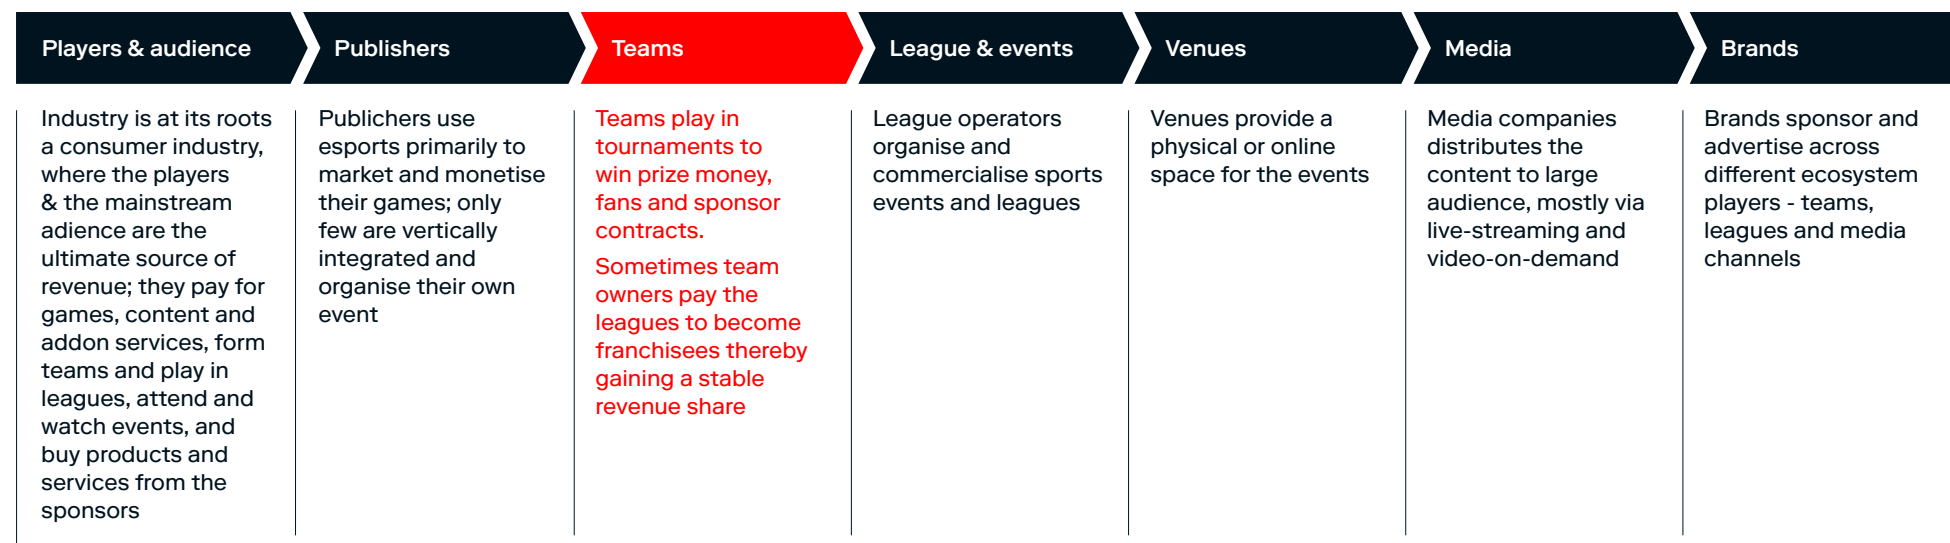 Players & audience
Publishers
Teams
League & events
Venues
Media
Brands
Industry is at its roots
a consumer industry,
where the players
& the mainstream
adience are the
ultimate source of
revenue; they pay for
games, content and
addon services, form
teams and play in
leagues, attend and
watch events, and
buy products and
services from the
sponsors
Publichers use
esports primarily to
market and monetise
their games; only
few are vertically
integrated and
organise their own
event
Teams play in
tournaments to
win prize money,
fans and sponsor
contracts.
Sometimes team
owners pay the
leagues to become
franchisees thereby
gaining a stable
revenue share
League operators
organise and
commercialise sports
events and leagues
Venues provide a
physical or online
space for the events
Media companies
distributes the
content to large
audience, mostly via
live-streaming and
video-on-demand
Brands sponsor and
advertise across
different ecosystem
players - teams,
leagues and media
channels